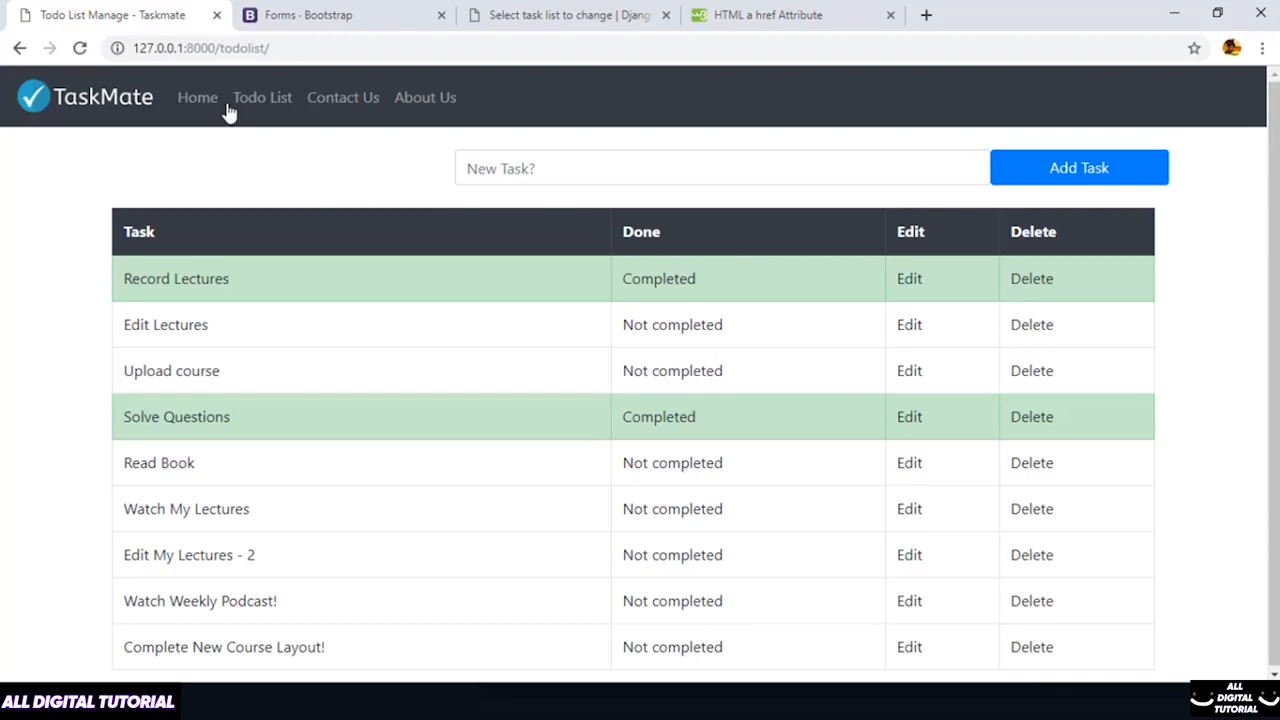 Todo List Manage - Taskmate
Forms · Bootstrap
Select task list to change | Djang
HTML a href Attribute
127.0.0.1:8000/todolist/
TaskMate Home Todo List Contact Us About Us
New Task? Add Task
Task Done Edit Delete
Record Lectures Completed Edit Delete
Edit Lectures Not completed Edit Delete
Upload course Not completed Edit Delete
Solve Questions Completed Edit Delete
Read Book Not completed Edit Delete
Watch My Lectures Not completed Edit Delete
Edit My Lectures - 2 Not completed Edit Delete
Watch Weekly Podcast! Not completed Edit Delete
Complete New Course Layout! Not completed Edit Delete
ALL DIGITAL TUTORIAL
ALL
DIGITAL
TUTORIAL